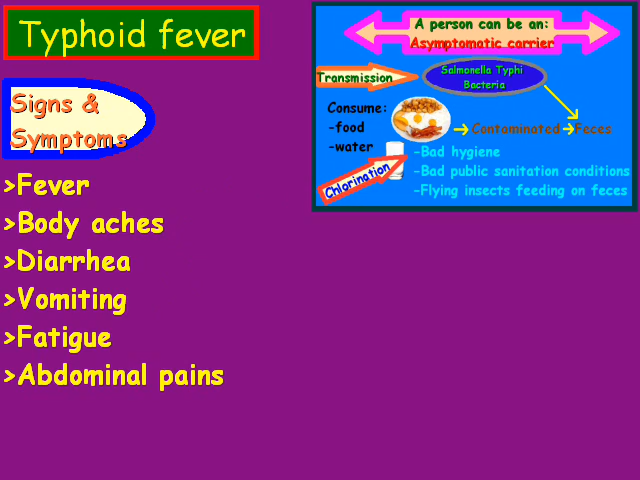 Typhoid fever
Signs &
Symptoms
>Fever
>Body aches
>Diarrhea
>Vomiting
>Fatigue
>Abdominal pains
A person can be an:
Asymptomatic carrier
Transmission
Salmonella Typhi
Bacteria
Consume:
-food
-water
Contaminated
Feces
Chlorination
-Bad hygiene
-Bad public sanitation conditions
-Flying insects feeding on feces